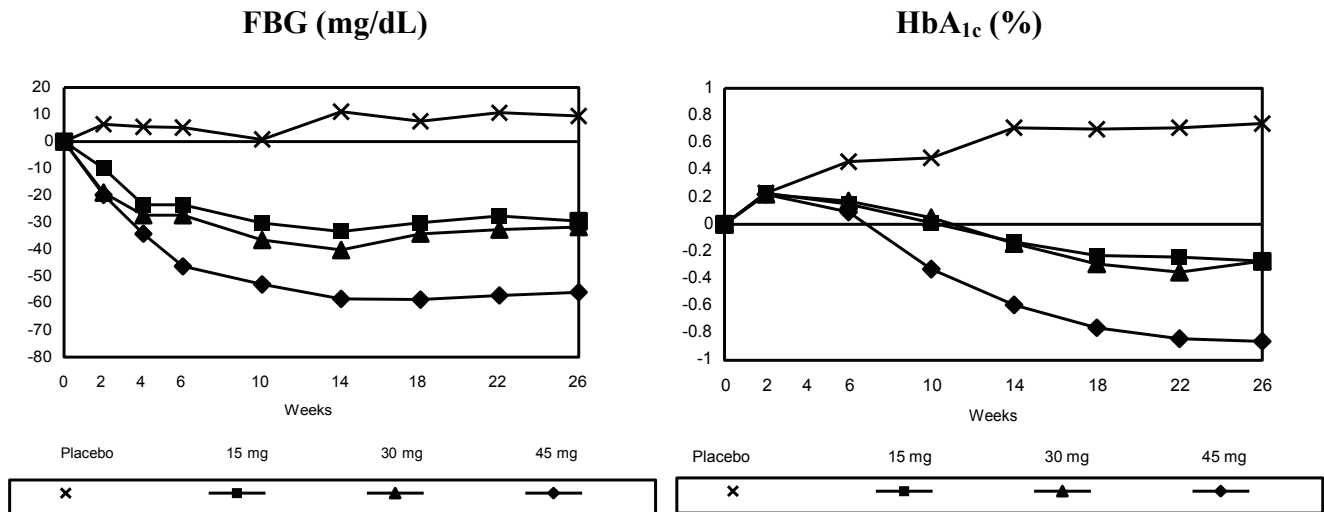 FBG (mg/dL)
20
10
0
-10
-20
-30
-40
-50
-60
-70
-80
0 2 4 6 10 14 18 22 26
Weeks
Placebo 15 mg 30 mg 45 mg
HbA1c (%)
1
0.8
0.6
0.4
0.2
0
-0.2
-0.4
-0.6
-0.8
-1
0 2 6 10 14 18 22 26
Weeks
Placebo 15 mg 30 mg 45 mg